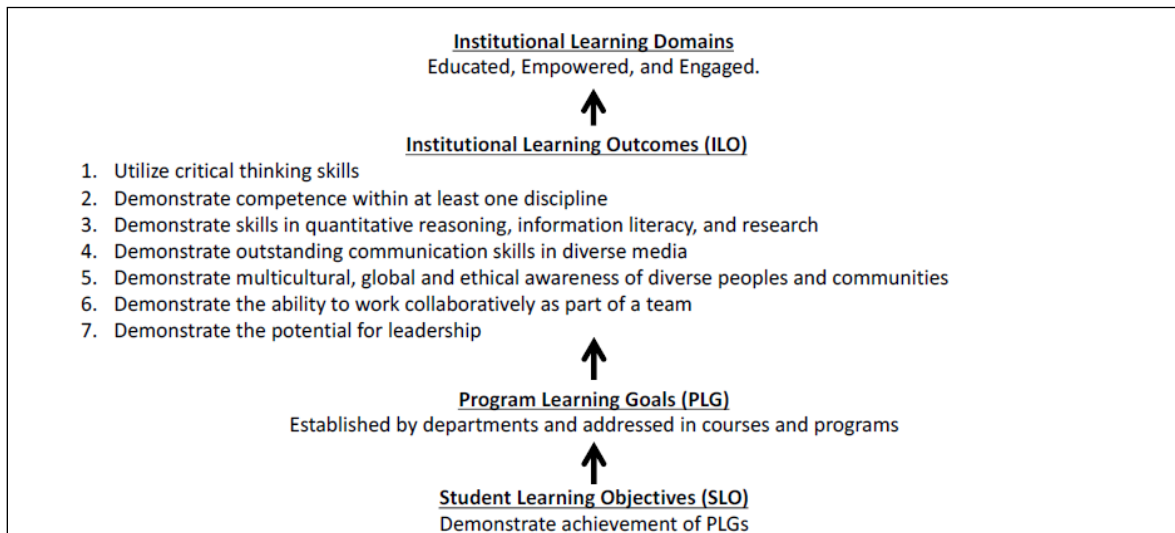 Institutional Learning Domains
Educated, Empowered, and Engaged.
Institutional Learning Outcomes (ILO)
1. Utilize critical thinking skills
2. Demonstrate competence within at least one discipline
3. Demonstrate skills in quantitative reasoning, information literacy, and research
4. Demonstrate outstanding communication skills in diverse media
5. Demonstrate multicultural, global and ethical awareness of diverse peoples and communities
6. Demonstrate the ability to work collaboratively as part of a team
7. Demonstrate the potential for leadership
Program Learning Goals (PLG)
Established by departments and addressed in courses and programs
Student Learning Objectives (SLO)
Demonstrate achievement of PLGs